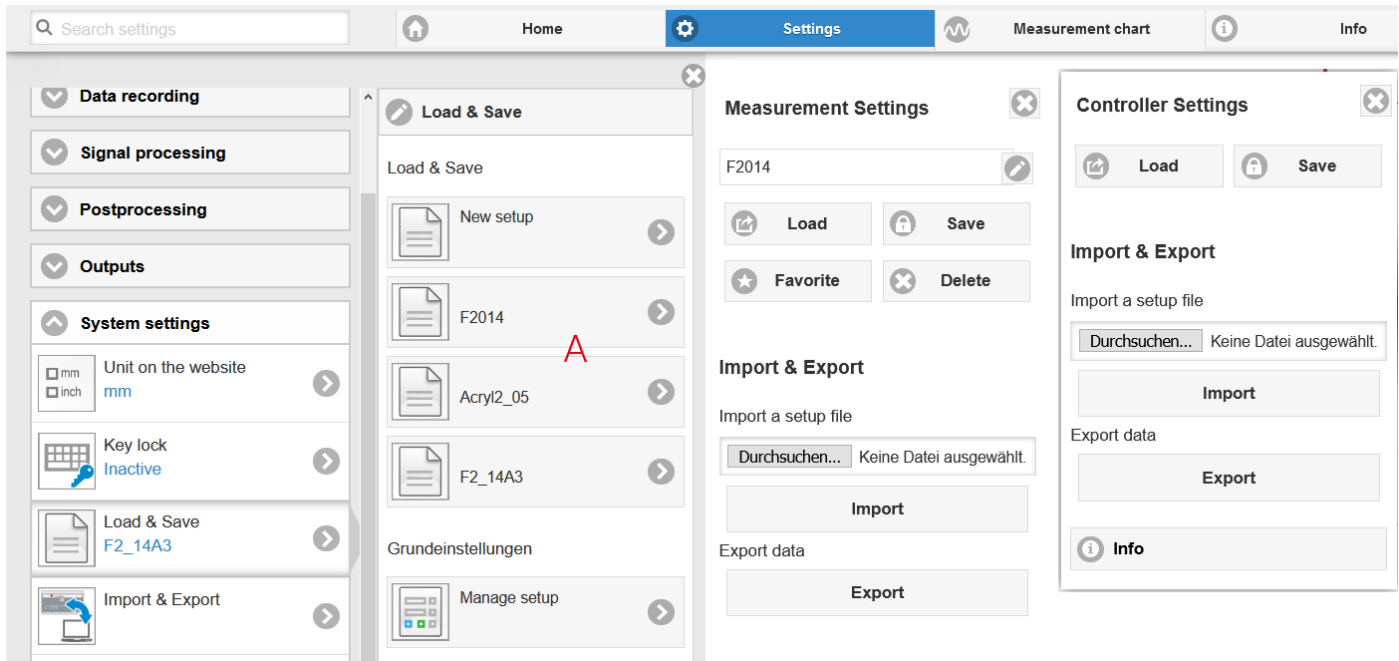 Search settings
Home
Settings
Measurement chart
Info
Data recording
Signal processing
Postprocessing
Outputs
System settings
mm
inch
Unit on the website
mm
Key lock
Inactive
Load & Save
F2_14A3
Import & Export
Load & Save
Load & Save
New setup
F2014
A
Acryl2_05
F2_14A3
Grundeinstellungen
Manage setup
Measurement Settings
F2014
Load
Save
Favorite
Delete
Import & Export
Import a setup file
Durchsuchen... Keine Datei ausgewählt.
Import
Export data
Export
Controller Settings
Load
Save
Import & Export
Import a setup file
Durchsuchen... Keine Datei ausgewählt.
Import
Export data
Export
Info